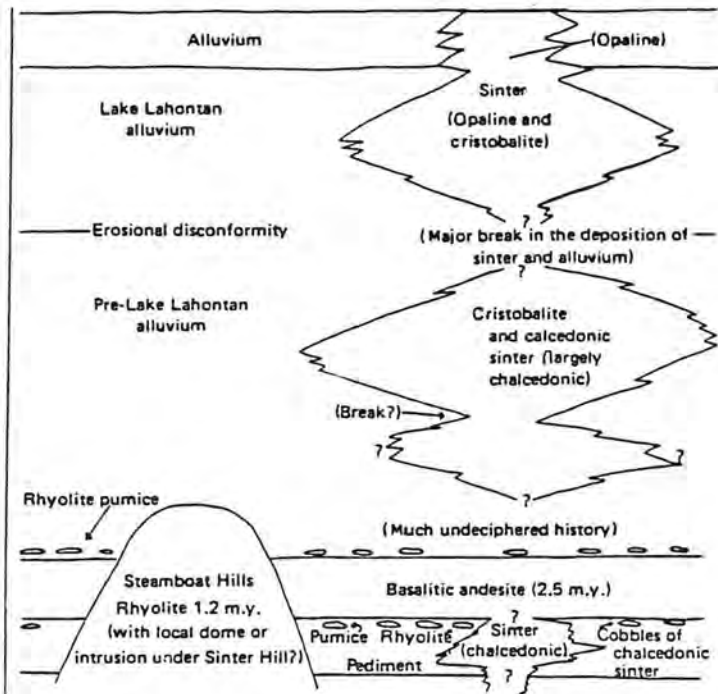 Alluvium
(Opaline)
Sinter
(Opaline and
cristobalite)
Lake Lahontan
alluvium
?
Erosional disconformity
(Major break in the deposition of
sinter and alluvium)
?
Pre-Lake Lahontan
alluvium
Cristobalite
and calcedonic
sinter (largely
chalcedonic)
(Break?)
?
?
?
Rhyolite pumice
(Much undeciphered history)
Steamboat Hills
Rhyolite 1.2 m.y.
(with local dome or
intrusion under Sinter Hill?)
Basalitic andesite (2.5 m.y.)
?
Pumice
Rhyolite
Sinter
(chalcedonic)
Cobbles of
chalcedonic
sinter
Pediment
?